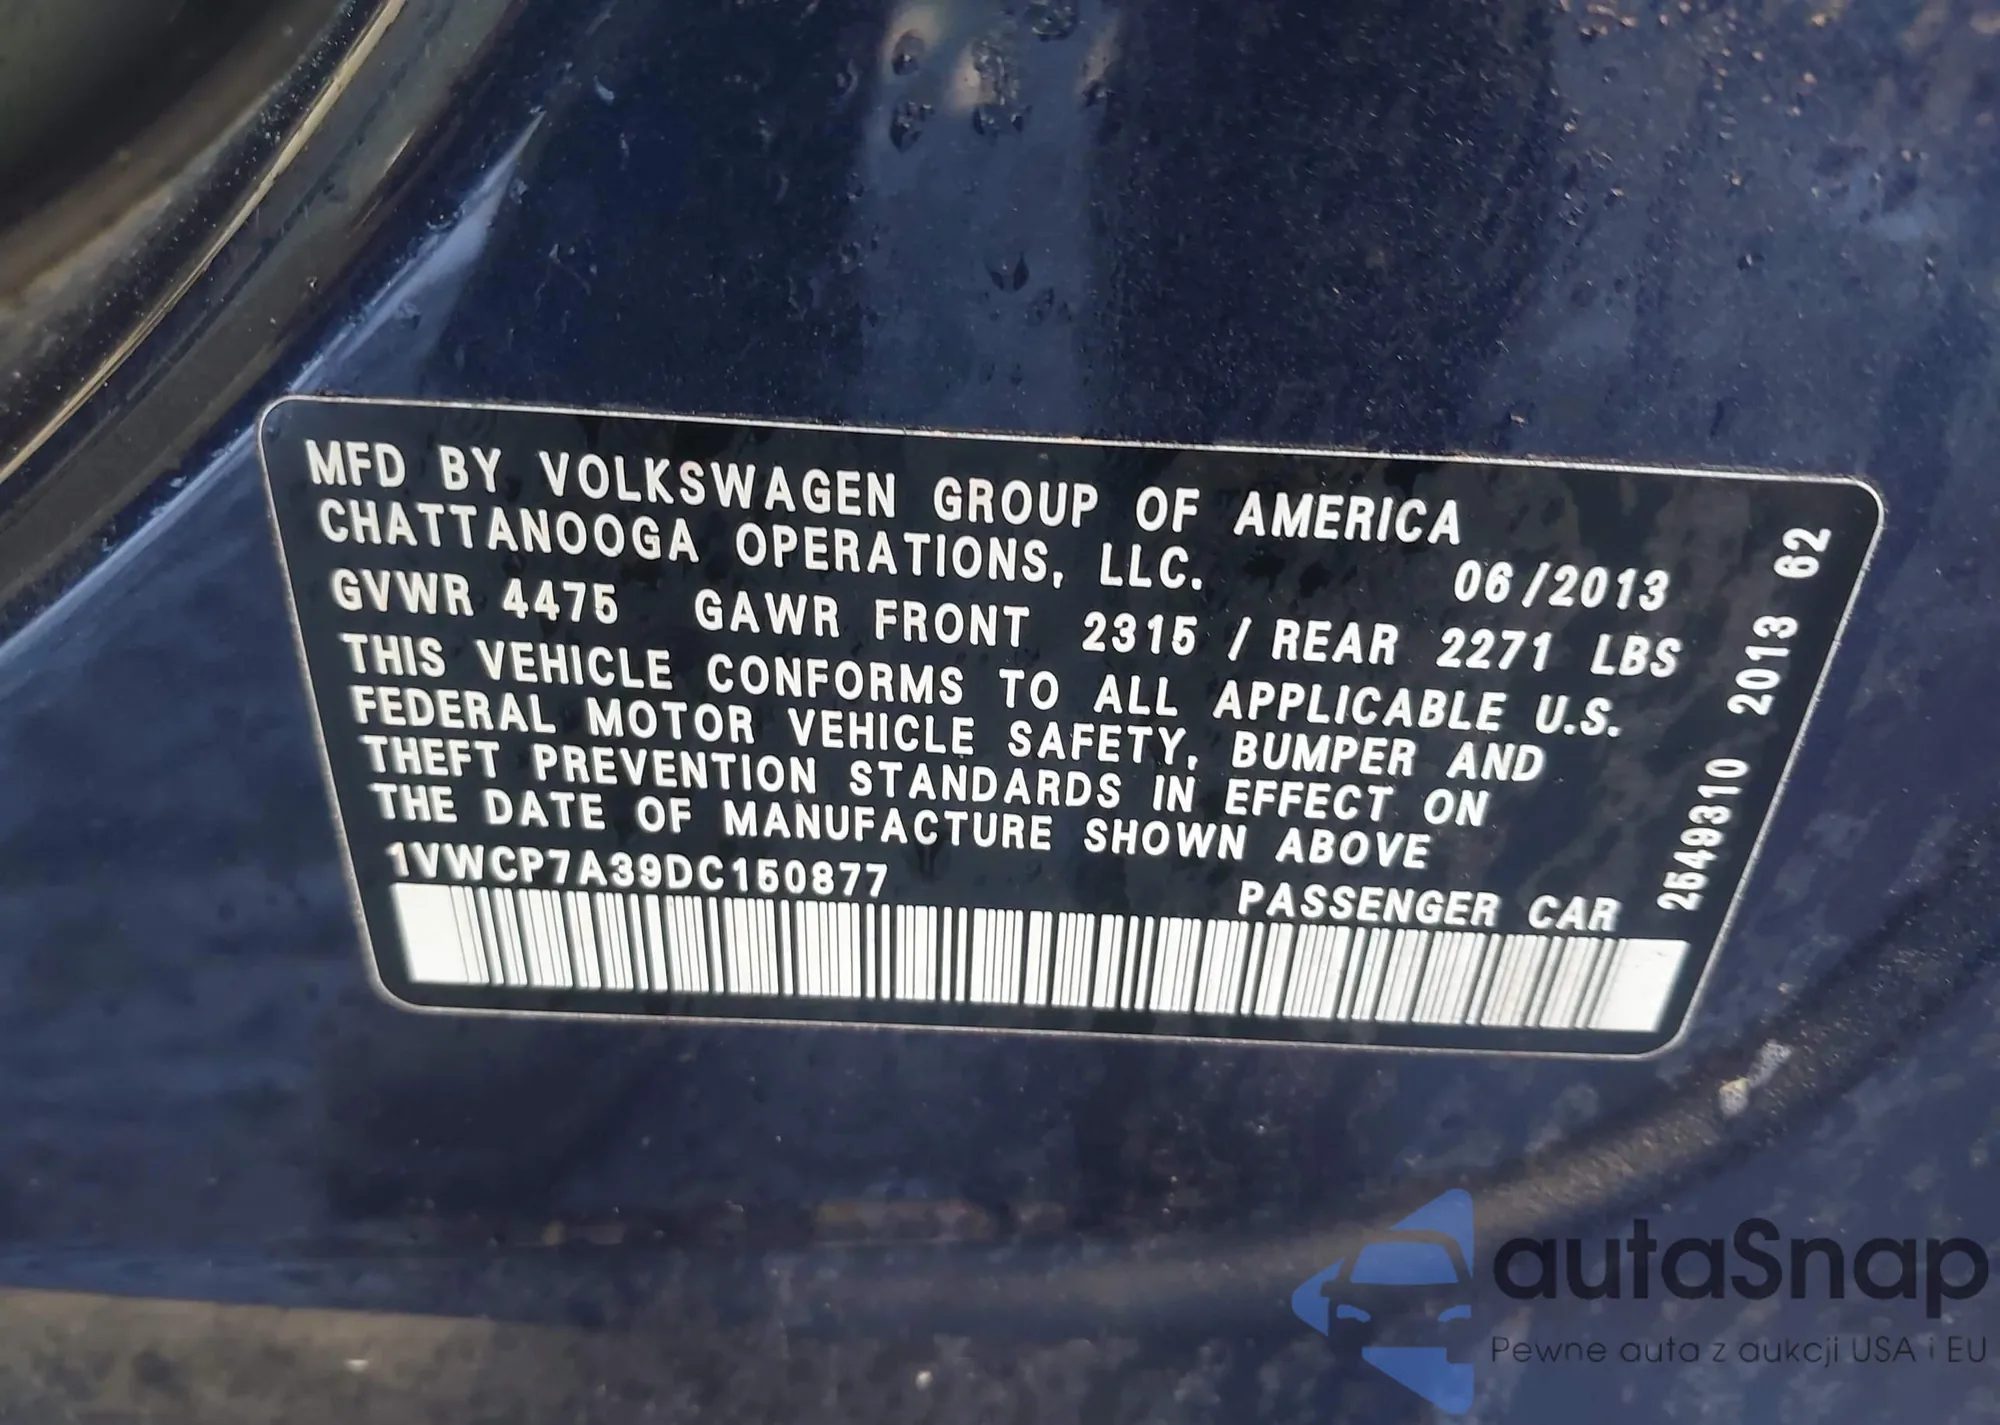 MFD BY VOLKSWAGEN GROUP OF AMERICA
CHATTANOOGA OPERATIONS, LLC.
06/2013
GVWR 4475 GAWR FRONT 2315 / REAR 2271 LBS
THIS VEHICLE CONFORMS TO ALL APPLICABLE U.S.
FEDERAL MOTOR VEHICLE SAFETY, BUMPER AND
THEFT PREVENTION STANDARDS IN EFFECT ON
THE DATE OF MANUFACTURE SHOWN ABOVE
1VWCP7A39DC150877
PASSENGER CAR
2549310 2013 62
autaSnap
Pewne auta z aukcji USA i EU